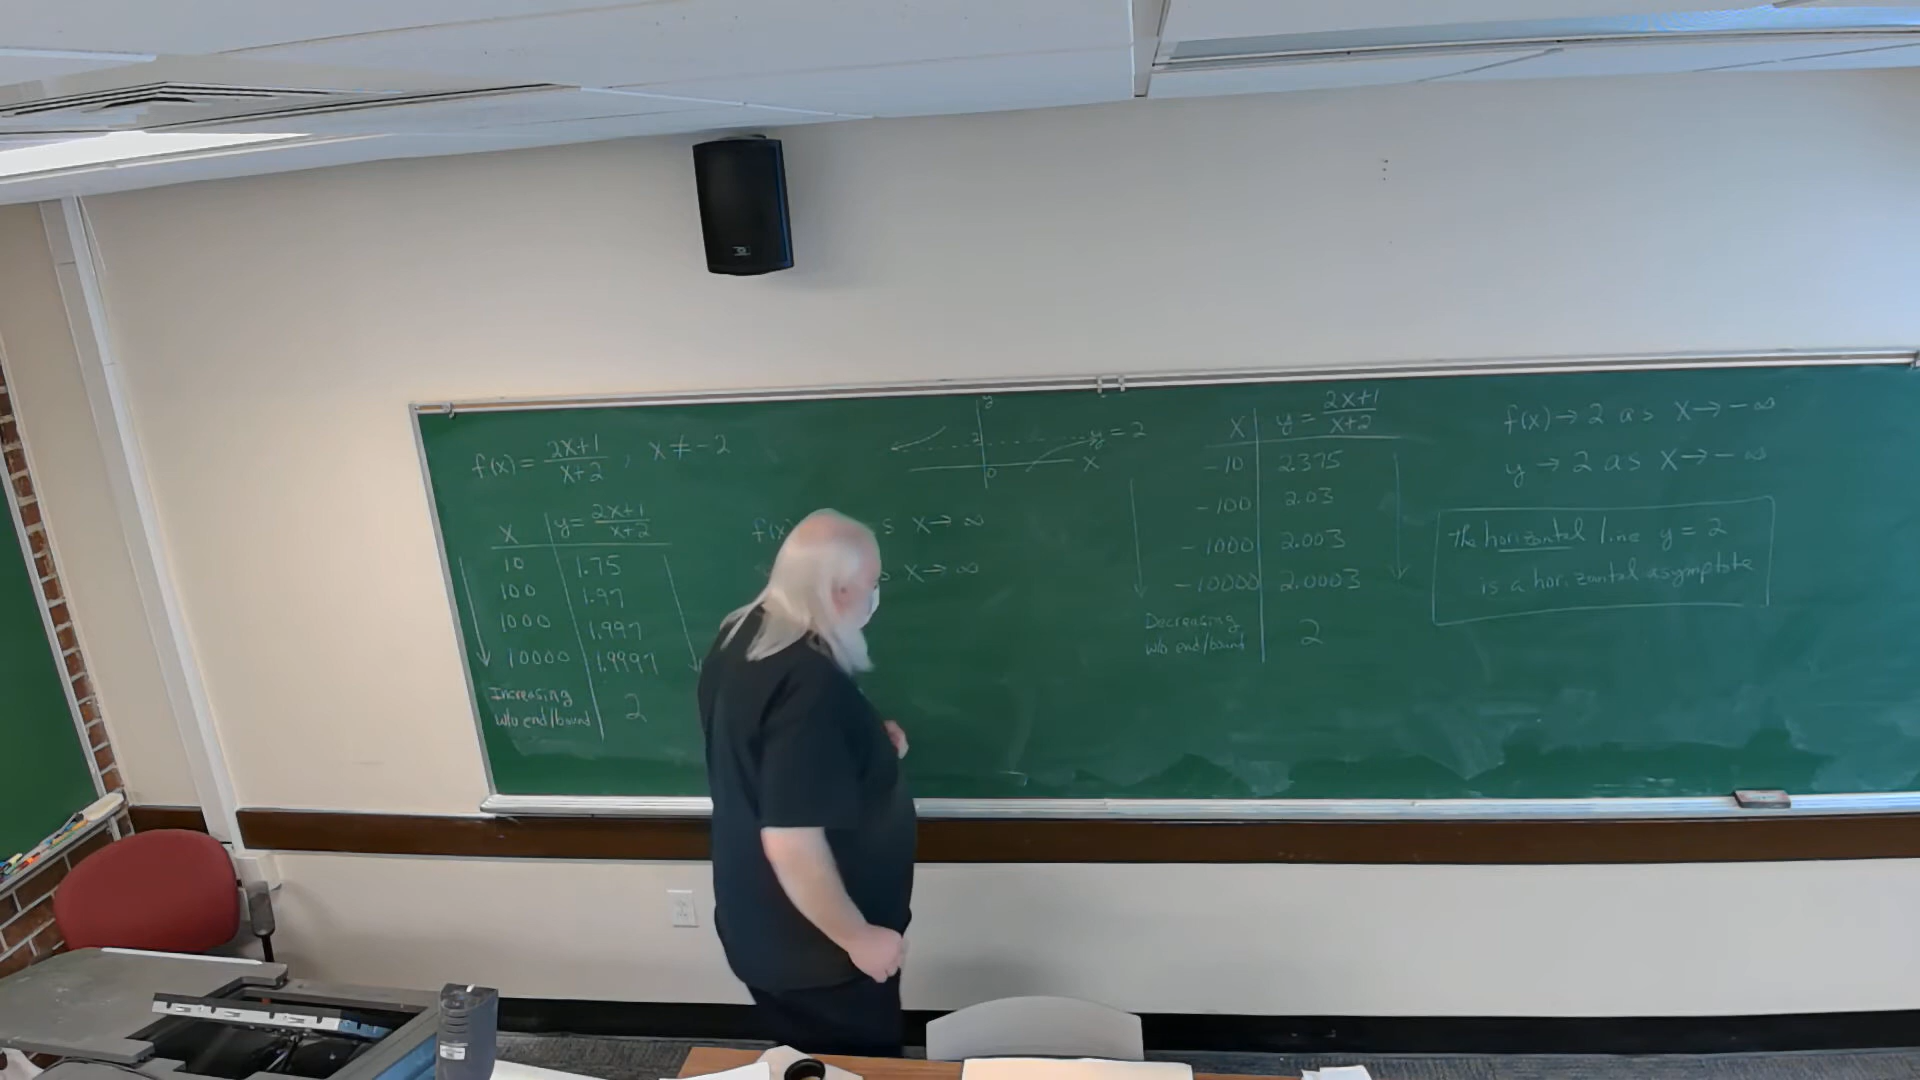 f(x) = 2x+1 / x+2 , x ≠ -2
x | y = 2x+1 / x+2
10 | 1.75
100 | 1.97
1000 | 1.997
10000 | 1.9997
Increasing
w/o end/bound | 2
y
2
y = 2
0
x
f(x) s x → ∞
x → ∞
x | y = 2x+1 / x+2
-10 | 2.375
-100 | 2.03
-1000 | 2.003
-10000 | 2.0003
Decreasing
w/o end/bound | 2
f(x) → 2 as x → -∞
y → 2 as x → -∞
the horizontal line y = 2
is a horizontal asymptote